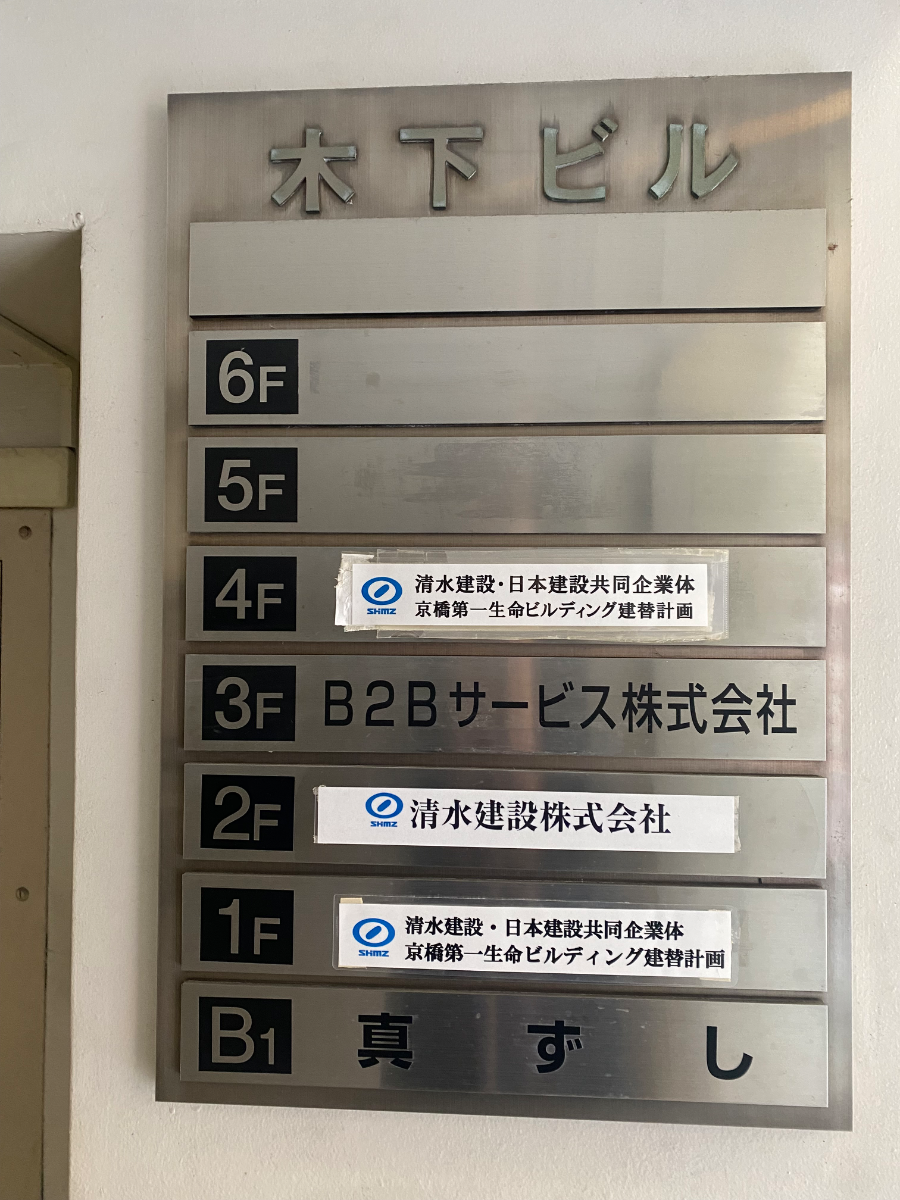 木下ビル
6F
5F
4F
SHMZ
清水建設・日本建設共同企業体
京橋第一生命ビルディング建替計画
3F B2Bサービス株式会社
2F
SHMZ
清水建設株式会社
1F
SHMZ
清水建設・日本建設共同企業体
京橋第一生命ビルディング建替計画
B1 真ずし